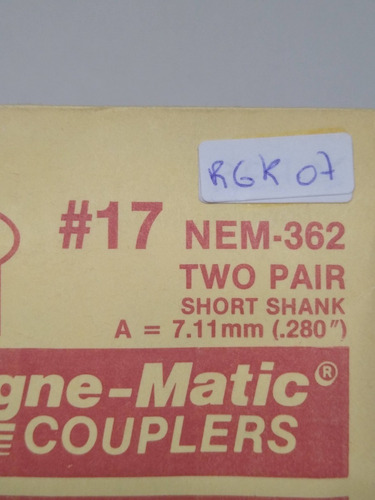 RGK 07
#17 NEM-362
TWO PAIR
SHORT SHANK
A = 7.11mm (.280")
gne-Matic®
COUPLERS